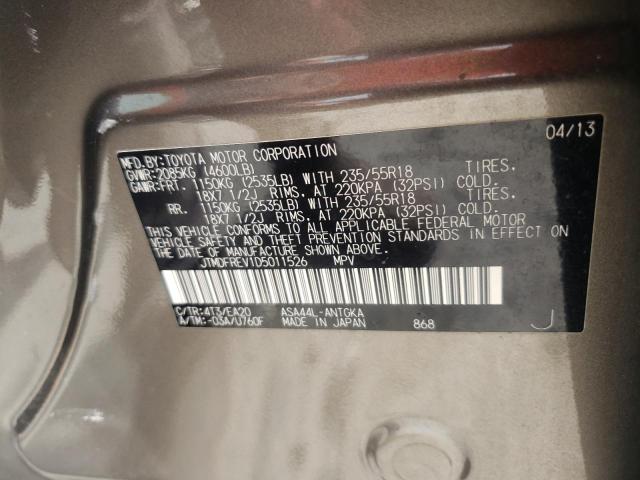 04/13
MFD.BY:TOYOTA MOTOR CORPORATION
GVWR:2085KG (4600LB)
GAWR:FRT. 1150KG (2535LB) WITH 235/55R18 TIRES.
18X7 1/2J RIMS, AT 220KPA (32PSI) COLD.
RR. 1150KG (2535LB) WITH 235/55R18 TIRES.
18X7 1/2J RIMS, AT 220KPA (32PSI) COLD.
THIS VEHICLE CONFORMS TO ALL APPLICABLE FEDERAL MOTOR
VEHICLE SAFETY AND THEFT PREVENTION STANDARDS IN EFFECT ON
THE DATE OF MANUFACTURE SHOWN ABOVE.
JTMDFREV1D5011526 MPV
C/TR:4T3/EA20 ASA44L-ANTGKA
A/TM:-03A/U760F MADE IN JAPAN 868 J